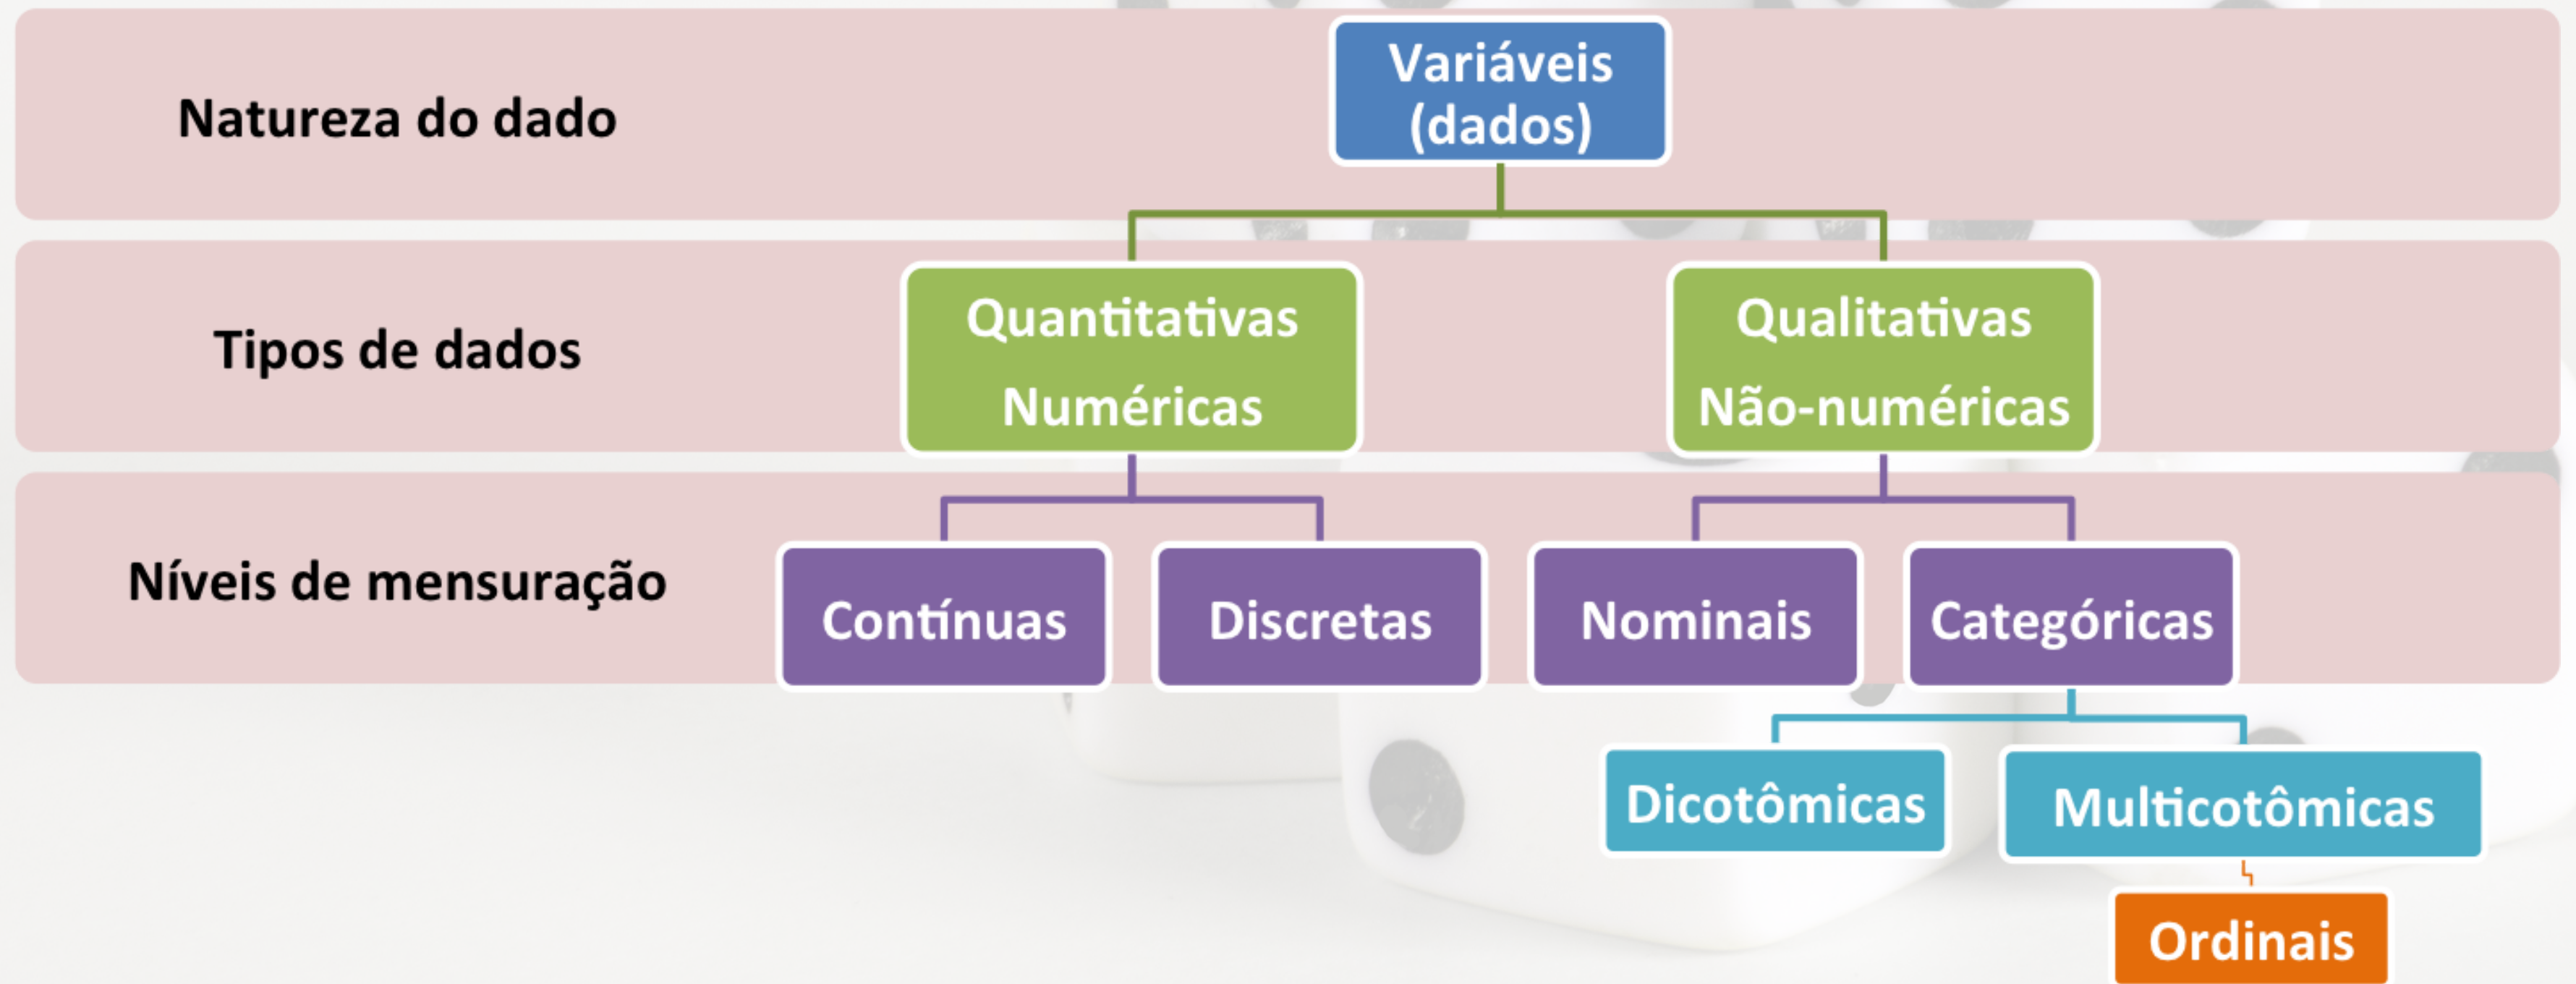 Natureza do dado
Variáveis
(dados)
Tipos de dados
Quantitativas
Numéricas
Qualitativas
Não-numéricas
Níveis de mensuração
Contínuas
Discretas
Nominais
Categóricas
Dicotômicas
Multicotômicas
Ordinais